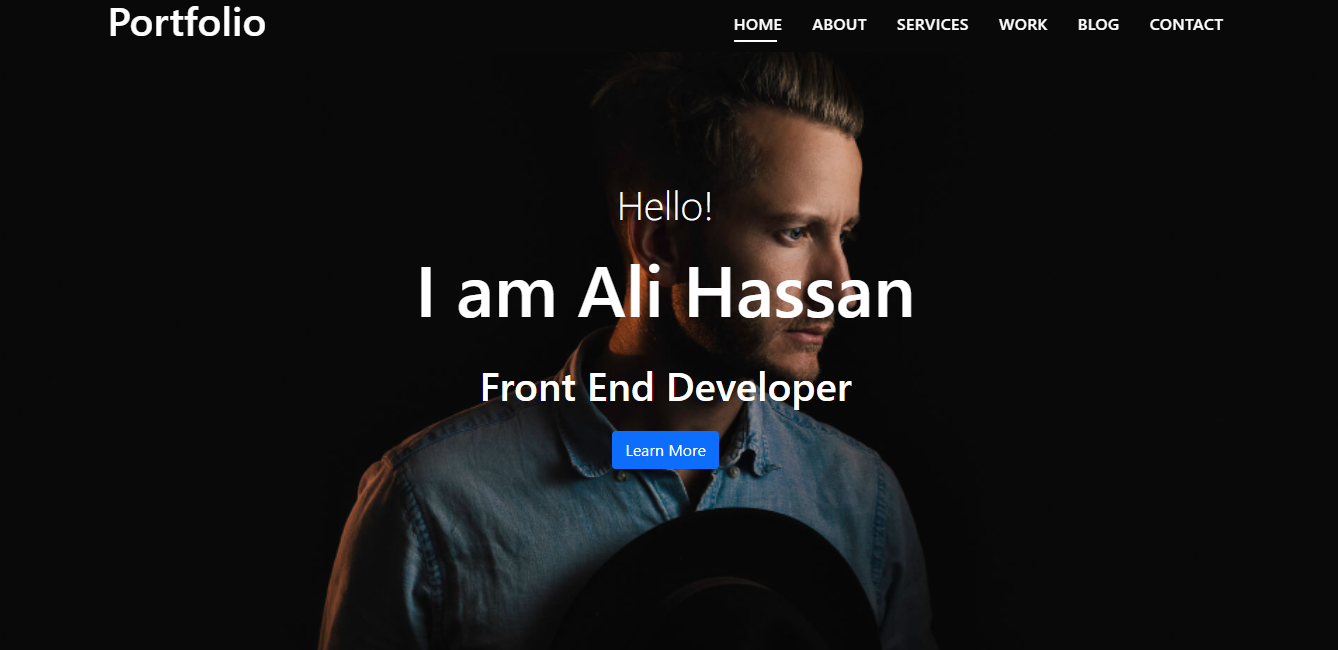 Portfolio
HOME ABOUT SERVICES WORK BLOG CONTACT
Hello!
I am Ali Hassan
Front End Developer
Learn More